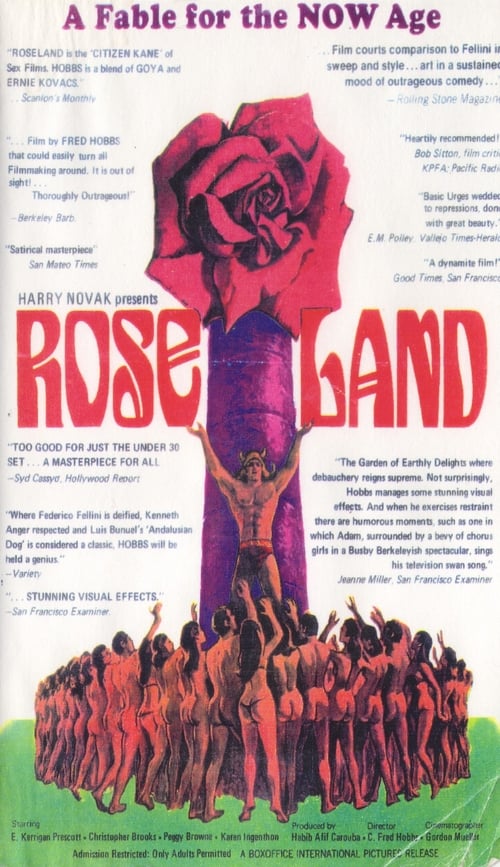 A Fable for the NOW Age
"ROSELAND is the 'CITIZEN KANE' of
Sex Films. HOBBS is a blend of GOYA and
ERNIE KOVACS."
. . Scanlon's Monthly
. . Film courts comparison to Fellini in
sweep and style . . . art in a sustained
mood of outrageous comedy . . ."
– Rolling Stone Magazine
". . . Film by FRED HOBBS
that could easily turn all
Filmmaking around. It is out of
sight! . . .
Thoroughly Outrageous!"
–Berkeley Barb.
"Heartily recommended!
Bob Sitton, film criti
KPFA; Pacific Radi
"Basic Urges wedded
to repressions, done
with great beauty."
E.M. Polley, Vallejo Times-Herald
"Satirical masterpiece"
San Mateo Times
"A dynamite film!"
Good Times, San Francisco
HARRY NOVAK presents
ROSELAND
"TOO GOOD FOR JUST THE UNDER 30
SET . . . A MASTERPIECE FOR ALL
–Syd Cassyd, Hollywood Report
"Where Federico Fellini is deified, Kenneth
Anger respected and Luis Bunuel's 'Andalusian
Dog' is considered a classic, HOBBS will be
held a genius."
–Variety
". . . STUNNING VISUAL EFFECTS."
–San Francisco Examiner.
"The Garden of Earthly Delights where
debauchery reigns supreme. Not surprisingly,
Hobbs manages some stunning visual
effects. And when he exercises restraint
there are humorous moments, such as one in
which Adam, surrounded by a bevy of chorus
girls in a Busby Berkeleyish spectacular, sings
his television swan song."
Jeanne Miller, San Francisco Examiner
Starring
E. Kerrigan Prescott • Christopher Brooks • Peggy Browne • Karen Ingenthon
Produced by
Habib Afif Carouba
Director
C. Fred Hobbs
Cinematographer
Gordon Mueller
Admission Restricted: Only Adults Permitted A BOXOFFICE INTERNATIONAL PICTURES RELEASE